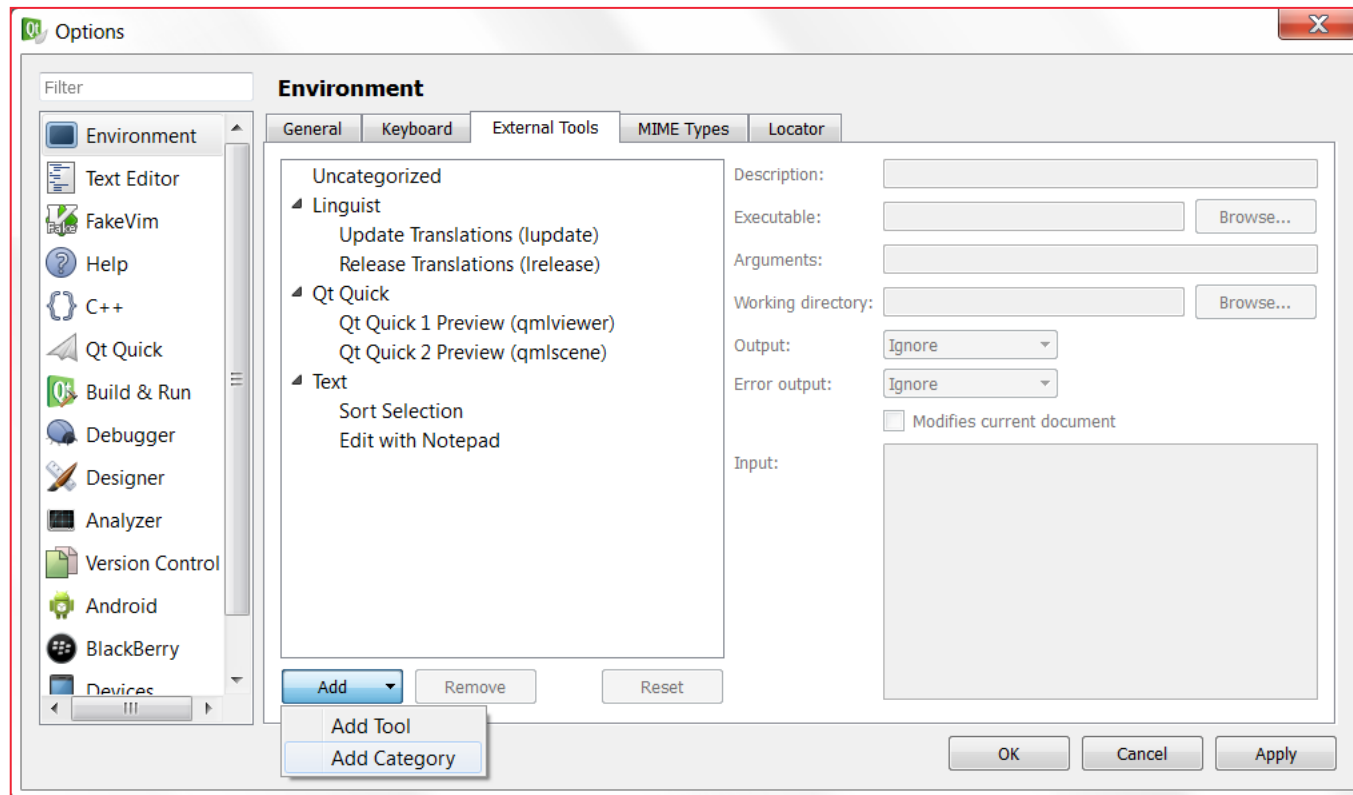 Options
Filter
Environment
Text Editor
FakeVim
Help
C++
Qt Quick
Build & Run
Debugger
Designer
Analyzer
Version Control
Android
BlackBerry
Devices
Environment
General Keyboard External Tools MIME Types Locator
Uncategorized
Linguist
Update Translations (lupdate)
Release Translations (lrelease)
Qt Quick
Qt Quick 1 Preview (qmlviewer)
Qt Quick 2 Preview (qmlscene)
Text
Sort Selection
Edit with Notepad
Add Remove Reset
Add Tool
Add Category
Description:
Executable: Browse...
Arguments:
Working directory: Browse...
Output: Ignore
Error output: Ignore
Modifies current document
Input:
OK Cancel Apply